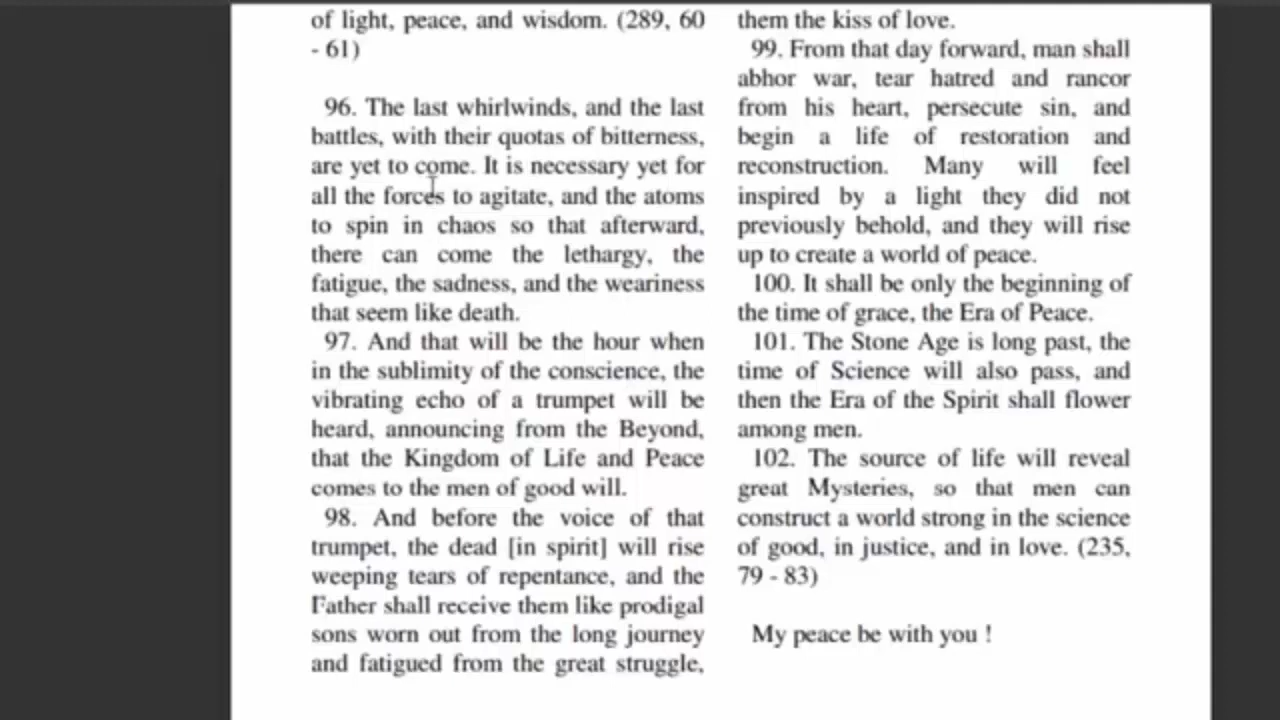 of light, peace, and wisdom. (289, 60
- 61)
96. The last whirlwinds, and the last
battles, with their quotas of bitterness,
are yet to come. It is necessary yet for
all the forces to agitate, and the atoms
to spin in chaos so that afterward,
there can come the lethargy, the
fatigue, the sadness, and the weariness
that seem like death.
97. And that will be the hour when
in the sublimity of the conscience, the
vibrating echo of a trumpet will be
heard, announcing from the Beyond,
that the Kingdom of Life and Peace
comes to the men of good will.
98. And before the voice of that
trumpet, the dead [in spirit] will rise
weeping tears of repentance, and the
Father shall receive them like prodigal
sons worn out from the long journey
and fatigued from the great struggle,
them the kiss of love.
99. From that day forward, man shall
abhor war, tear hatred and rancor
from his heart, persecute sin, and
begin a life of restoration and
reconstruction. Many will feel
inspired by a light they did not
previously behold, and they will rise
up to create a world of peace.
100. It shall be only the beginning of
the time of grace, the Era of Peace.
101. The Stone Age is long past, the
time of Science will also pass, and
then the Era of the Spirit shall flower
among men.
102. The source of life will reveal
great Mysteries, so that men can
construct a world strong in the science
of good, in justice, and in love. (235,
79 - 83)
My peace be with you !